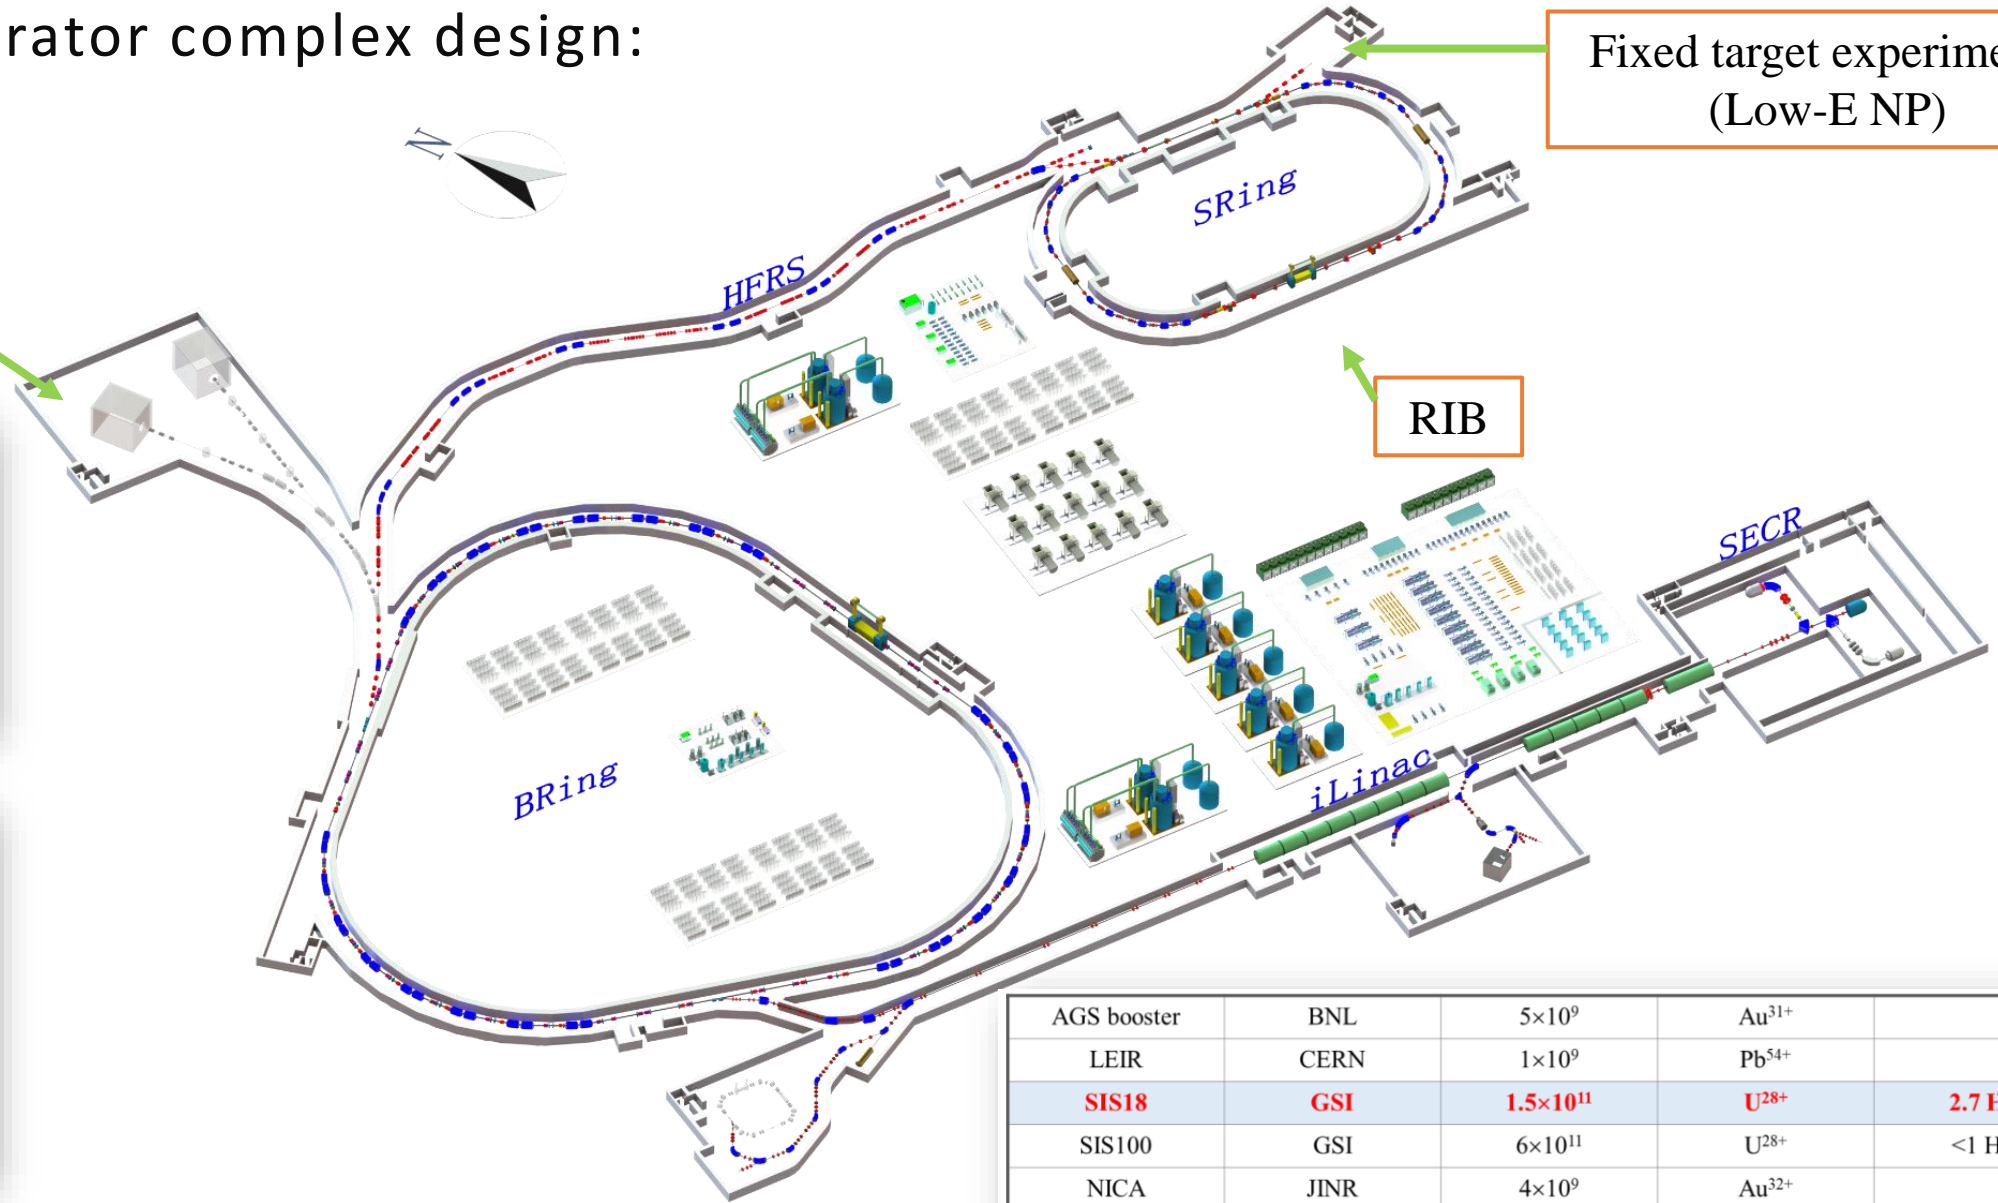 rator complex design:
Fixed target experime
(Low-E NP)
N
SRing
HFRS
RIB
SECR
BRing
iLinac
AGS booster BNL 5×10⁹ Au³¹⁺
LEIR CERN 1×10⁹ Pb⁵⁴⁺
SIS18 GSI 1.5×10¹¹ U²⁸⁺ 2.7 H
SIS100 GSI 6×10¹¹ U²⁸⁺ <1 H
NICA JINR 4×10⁹ Au³²⁺